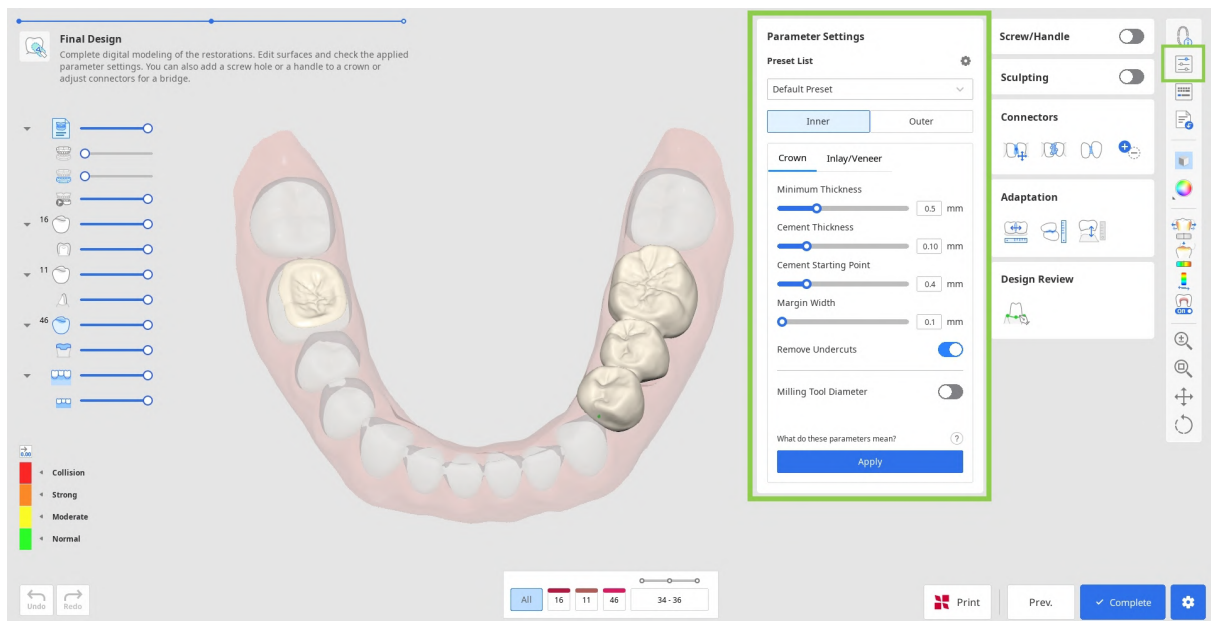 Final Design
Complete digital modeling of the restorations. Edit surfaces and check the applied
parameter settings. You can also add a screw hole or a handle to a crown or
adjust connectors for a bridge.
16
11
46
0.00
Collision
Strong
Moderate
Normal
Undo
Redo
All
16
11
46
34 - 36
Parameter Settings
Preset List
Default Preset
Inner
Outer
Crown
Inlay/Veneer
Minimum Thickness
0.5 mm
Cement Thickness
0.10 mm
Cement Starting Point
0.4 mm
Margin Width
0.1 mm
Remove Undercuts
Milling Tool Diameter
What do these parameters mean?
?
Apply
Screw/Handle
Sculpting
Connectors
Adaptation
Design Review
ON
Print
Prev.
Complete